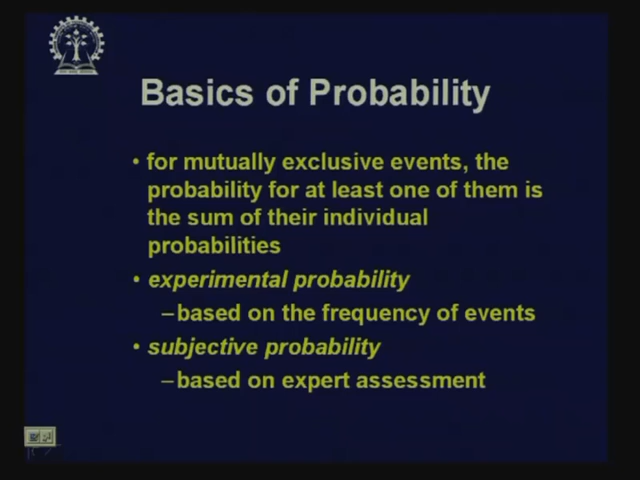 Basics of Probability
• for mutually exclusive events, the
probability for at least one of them is
the sum of their individual
probabilities
• experimental probability
–based on the frequency of events
• subjective probability
–based on expert assessment